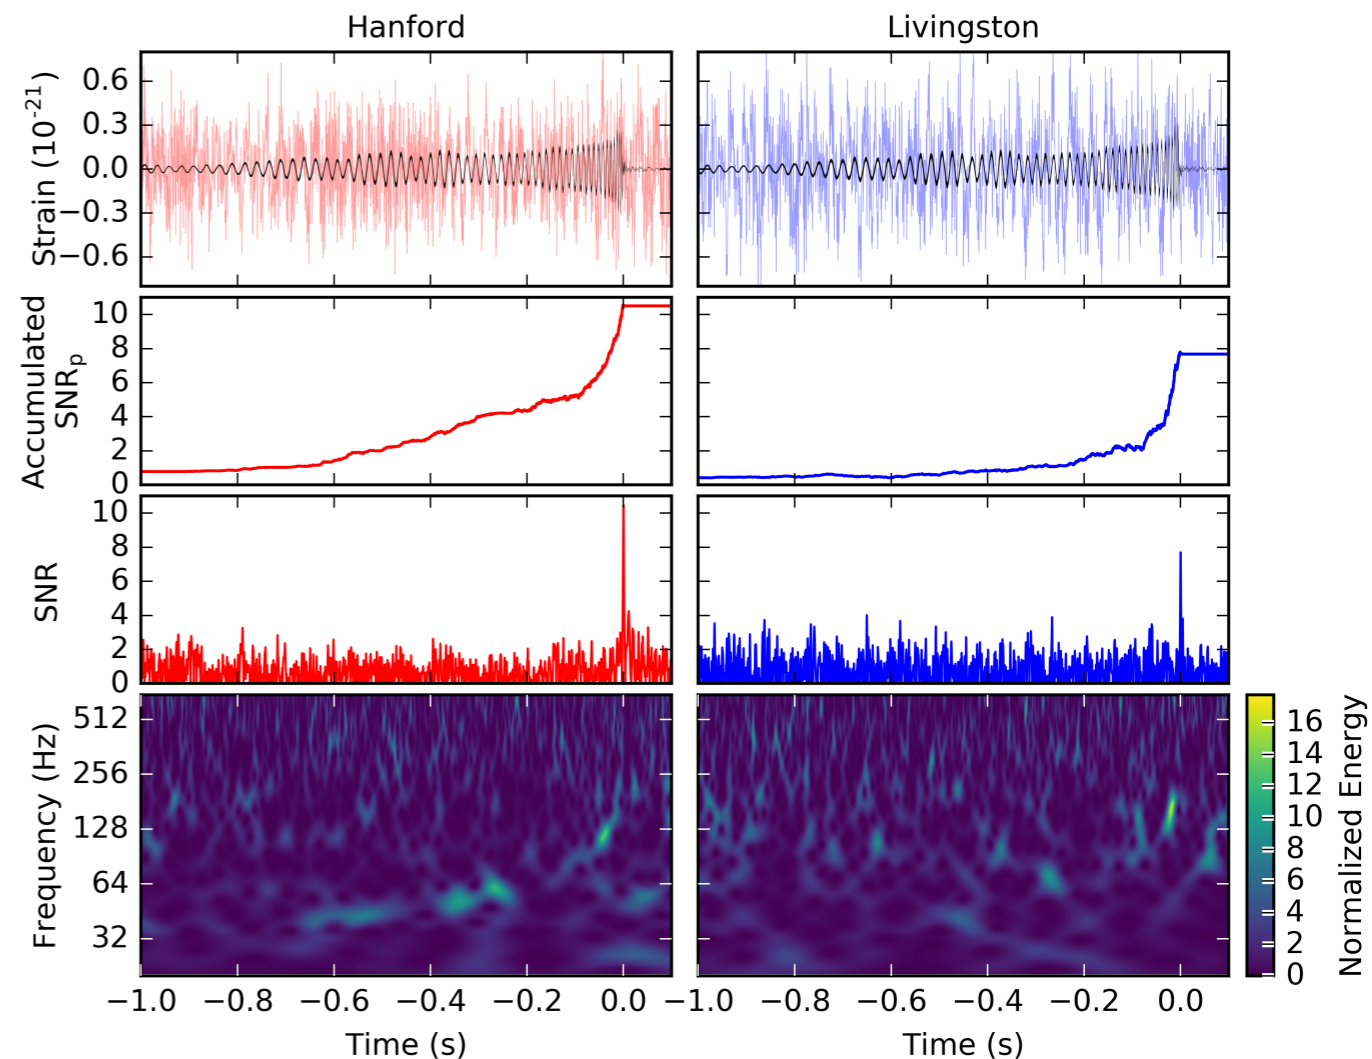 Hanford
Livingston
Strain (10⁻²¹)
0.6
0.3
0.0
−0.3
−0.6
Accumulated
SNRₚ
10
8
6
4
2
0
SNR
10
8
6
4
2
0
Frequency (Hz)
512
256
128
64
32
−1.0 −0.8 −0.6 −0.4 −0.2 0.0
−1.0 −0.8 −0.6 −0.4 −0.2 0.0
Time (s)
Time (s)
16
14
12
10
8
6
4
2
0
Normalized Energy